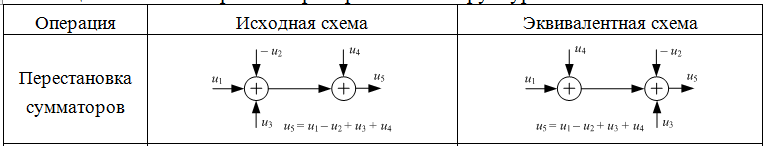 Операция Исходная схема Эквивалентная схема
Перестановка
сумматоров
– u2 u4
u1 + + u5
u3 u5 = u1 – u2 + u3 + u4
u4 – u2
u1 + + u5
u5 = u1 – u2 + u3 + u4 u3